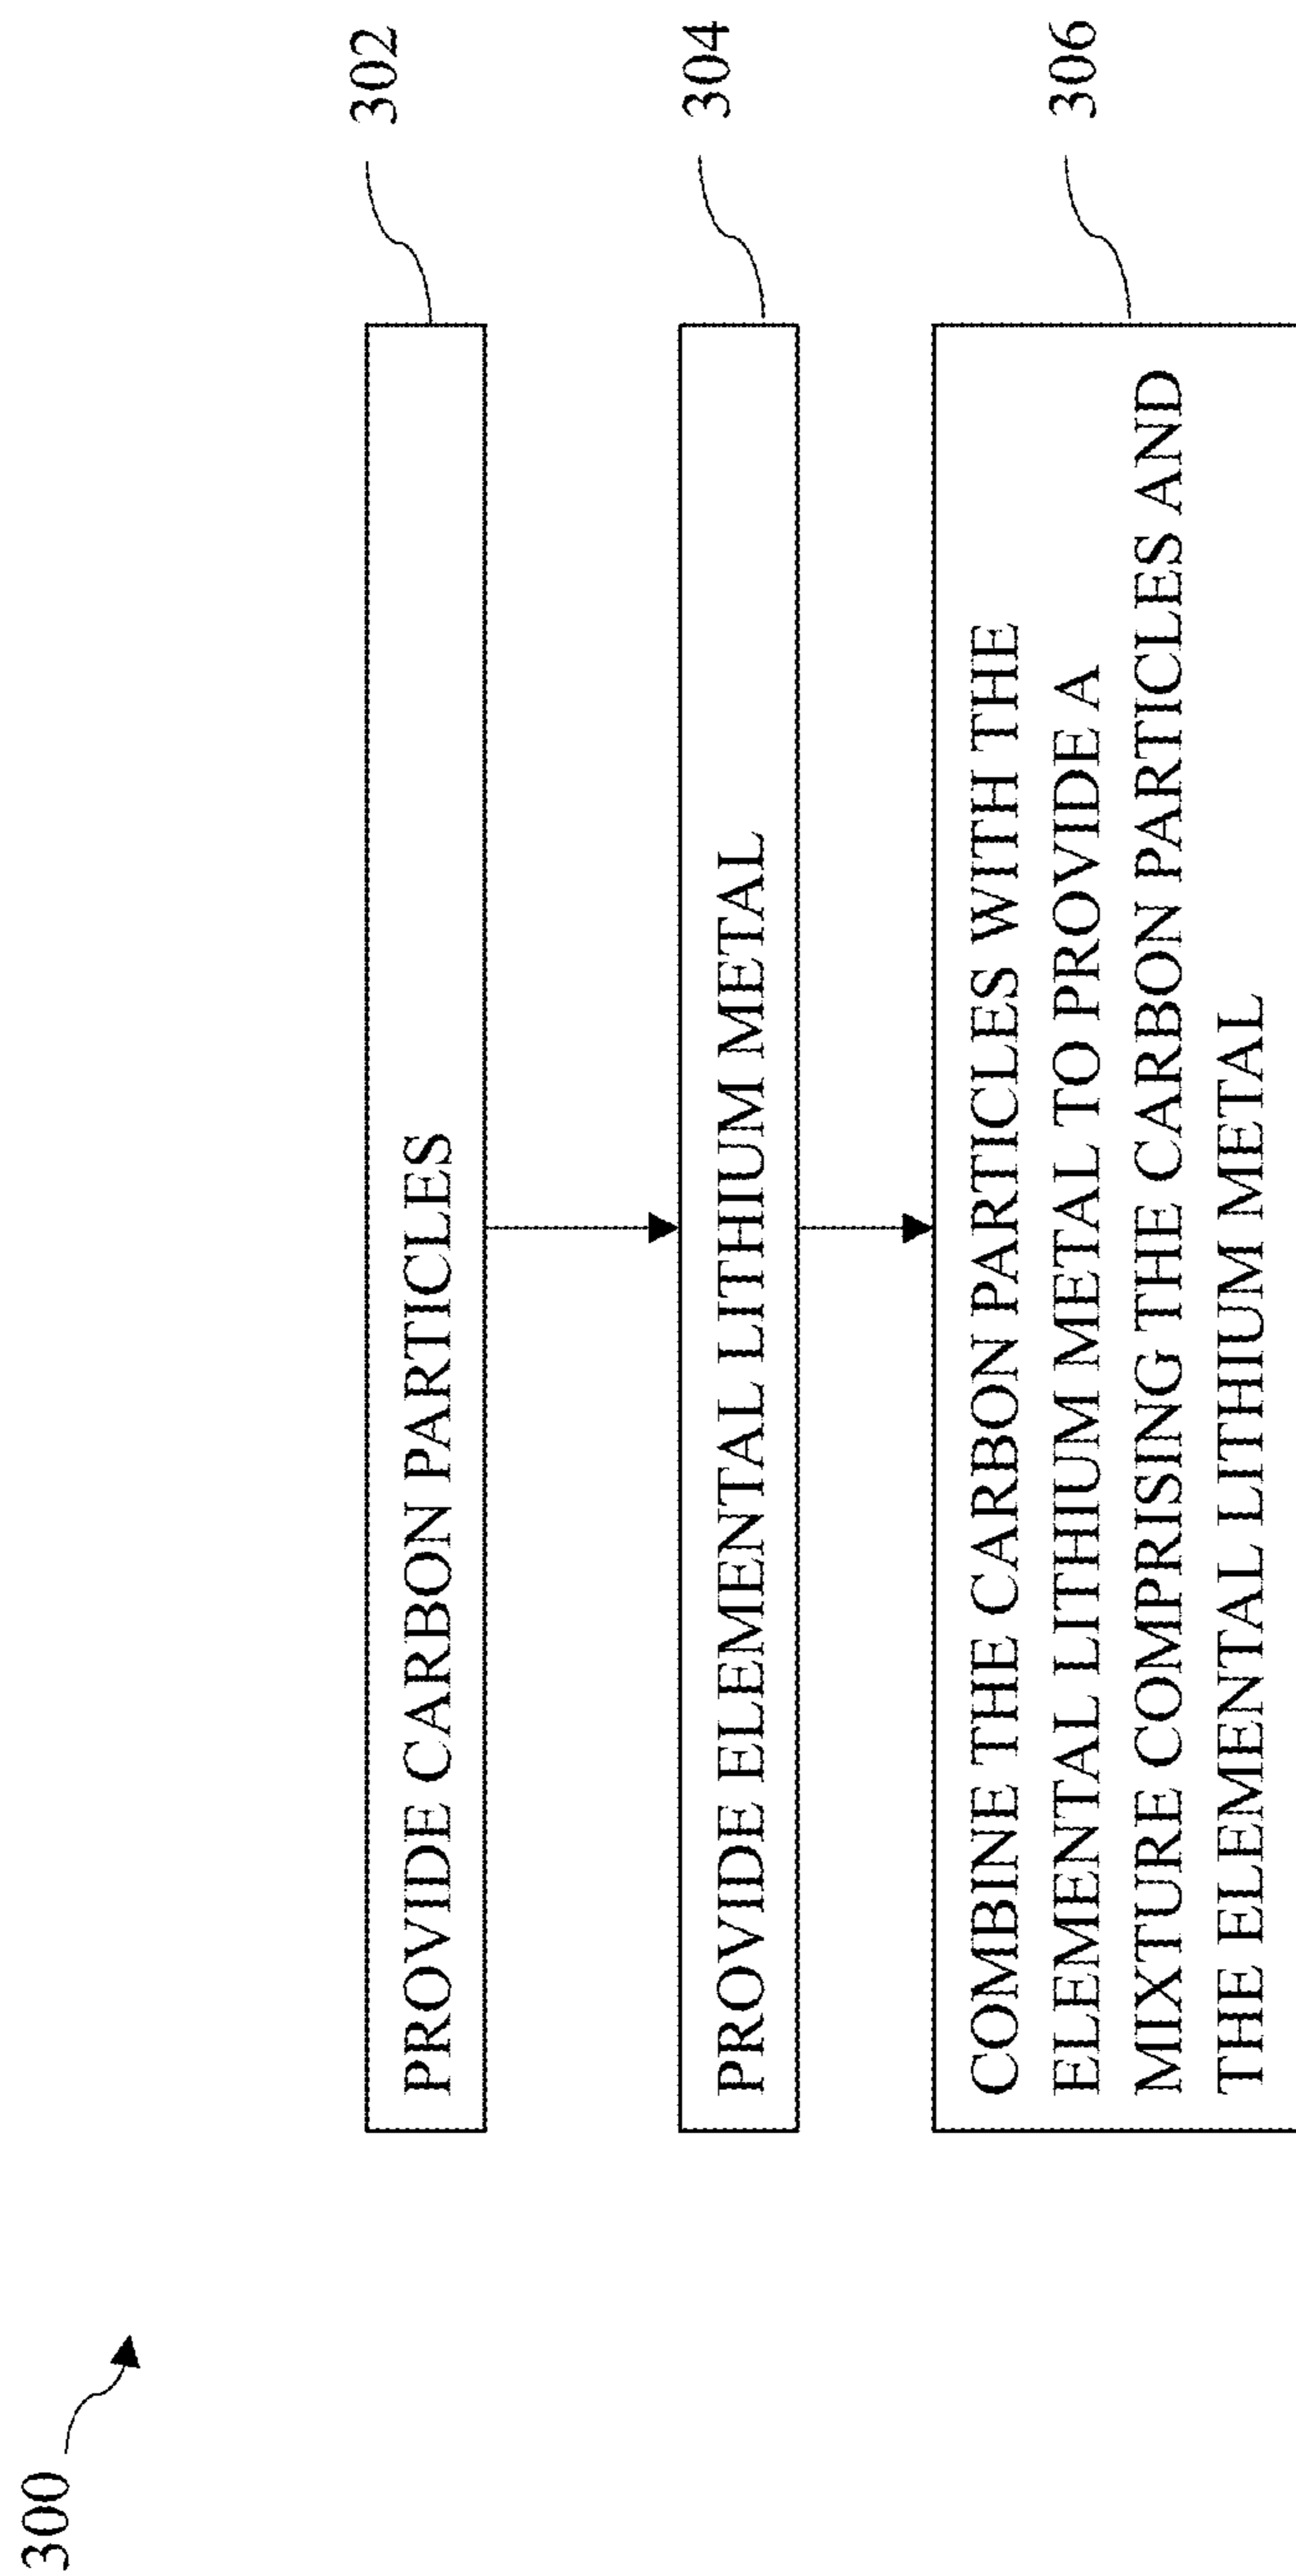 300
PROVIDE CARBON PARTICLES
302
PROVIDE ELEMENTAL LITHIUM METAL
304
COMBINE THE CARBON PARTICLES WITH THE
ELEMENTAL LITHIUM METAL TO PROVIDE A
MIXTURE COMPRISING THE CARBON PARTICLES AND
THE ELEMENTAL LITHIUM METAL
306